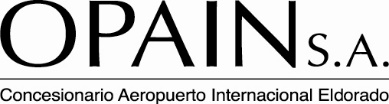 OPAIN S.A.
Concesionario Aeropuerto Internacional Eldorado